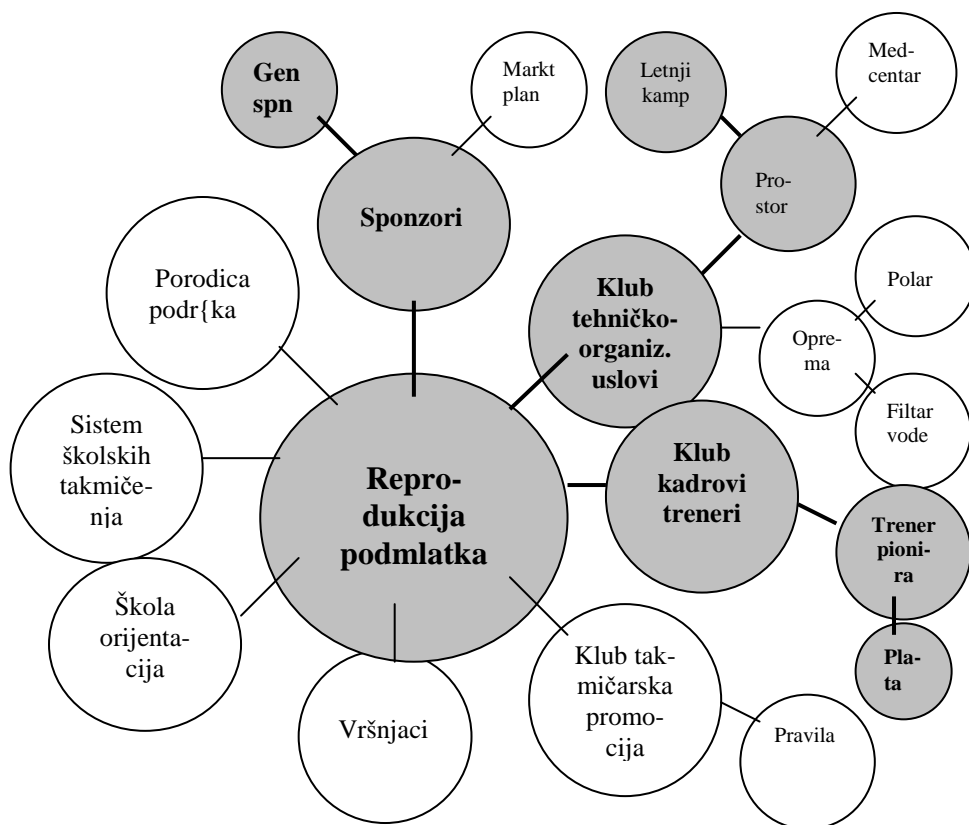 Gen
spn
Markt
plan
Letnji
kamp
Med-
centar
Sponzori
Pro-
stor
Porodica
podr{ka
Klub
tehničko-
organiz.
uslovi
Polar
Opre-
ma
Filtar
vode
Sistem
školskih
takmiče-
nja
Repro-
dukcija
podmlatka
Klub
kadrovi
treneri
Trener
pioni-
ra
Škola
orijenta-
cija
Vršnjaci
Klub tak-
mičarska
promo-
cija
Pla-
ta
Pravila